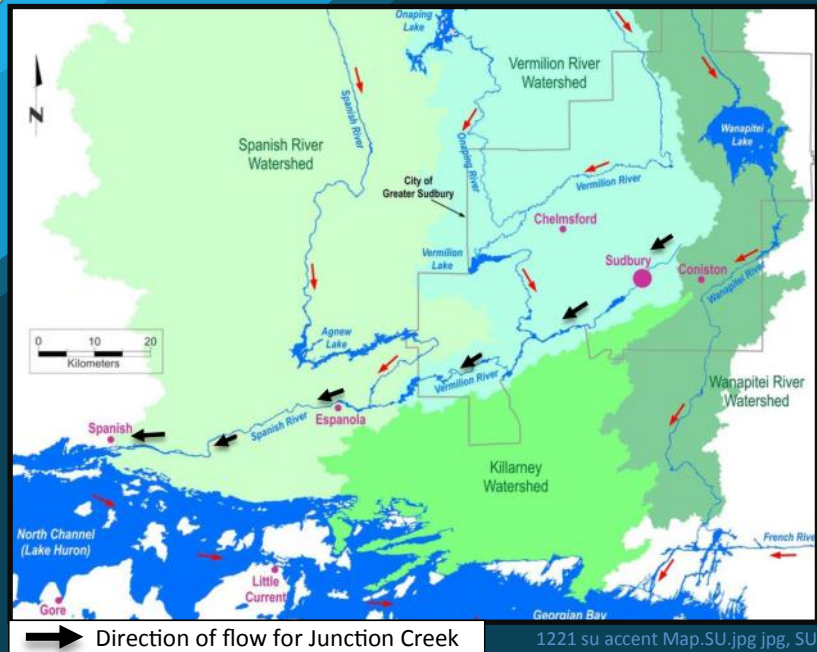 Onaping
Lake
Vermilion River
Watershed
N
Spanish River
Spanish River
Watershed
Onaping River
Wanapitei
Lake
City of
Greater Sudbury
Vermilion River
Chelmsford
Vermilion
Lake
Sudbury
Coniston
Wanapitei River
0 10 20
Kilometers
Agnew
Lake
Vermilion River
Wanapitei River
Watershed
Spanish
Spanish River
Espanola
Killarney
Watershed
North Channel
(Lake Huron)
French River
Little
Current
Gore
Georgian Bay
Direction of flow for Junction Creek
1221 su accent Map.SU.jpg jpg, SU